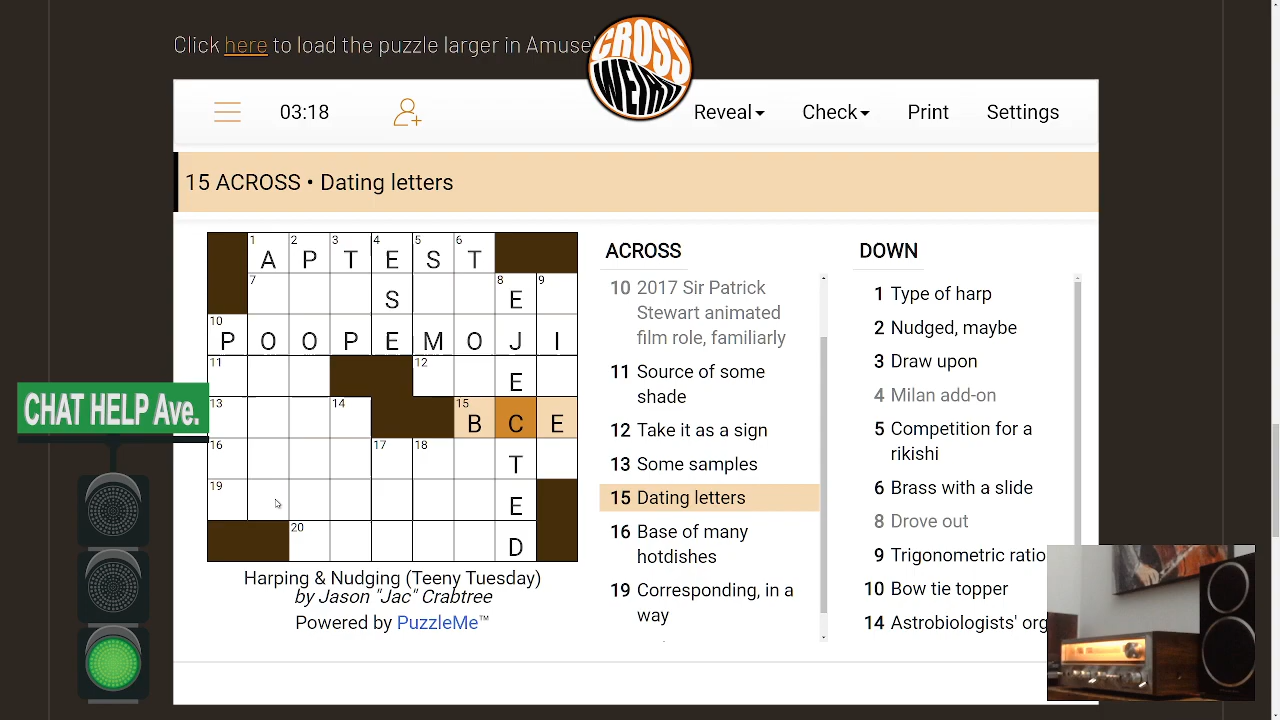 Click here to load the puzzle larger in Amuse
CROSS
WEIRD
03:18
Reveal
Check
Print
Settings
15 ACROSS • Dating letters
1 A 2 P 3 T 4 E 5 S 6 T
7 S 8 E 9
10 P O O P E M O J I
11 12 E
13 14 15 B C E
16 17 18 T
19 E
20 D
Harping & Nudging (Teeny Tuesday)
by Jason "Jac" Crabtree
Powered by PuzzleMe™
ACROSS
10 2017 Sir Patrick
Stewart animated
film role, familiarly
11 Source of some
shade
12 Take it as a sign
13 Some samples
15 Dating letters
16 Base of many
hotdishes
19 Corresponding, in a
way
DOWN
1 Type of harp
2 Nudged, maybe
3 Draw upon
4 Milan add-on
5 Competition for a
rikishi
6 Brass with a slide
8 Drove out
9 Trigonometric ratio
10 Bow tie topper
14 Astrobiologists' org
CHAT HELP Ave.